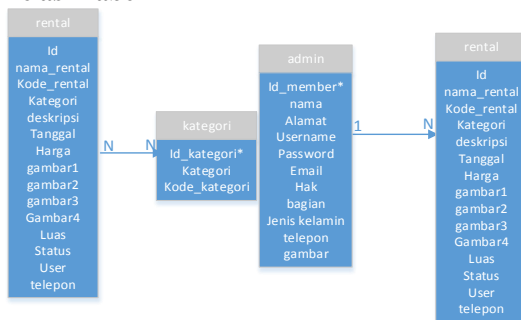 rental
Id
nama_rental
Kode_rental
Kategori
deskripsi
Tanggal
Harga
gambar1
gambar2
gambar3
Gambar4
Luas
Status
User
telepon
N
N
kategori
Id_kategori*
Kategori
Kode_kategori
admin
Id_member*
nama
Alamat
Username
Password
Email
Hak
bagian
Jenis kelamin
telepon
gambar
1
N
rental
Id
nama_rental
Kode_rental
Kategori
deskripsi
Tanggal
Harga
gambar1
gambar2
gambar3
Gambar4
Luas
Status
User
telepon